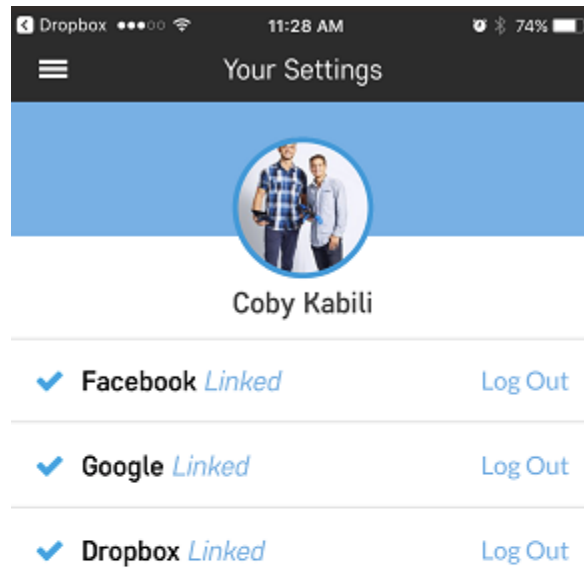 Dropbox 11:28 AM 74%
Your Settings
Coby Kabili
Facebook Linked Log Out
Google Linked Log Out
Dropbox Linked Log Out